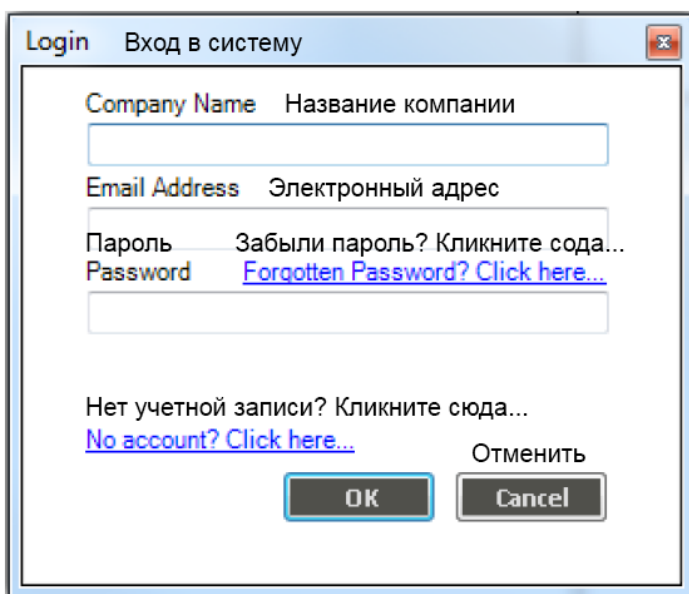 Login Вход в систему
Company Name Название компании
Email Address Электронный адрес
Пароль Забыли пароль? Кликните сода...
Password Forgotten Password? Click here...
Нет учетной записи? Кликните сюда...
No account? Click here...
Отменить
OK Cancel